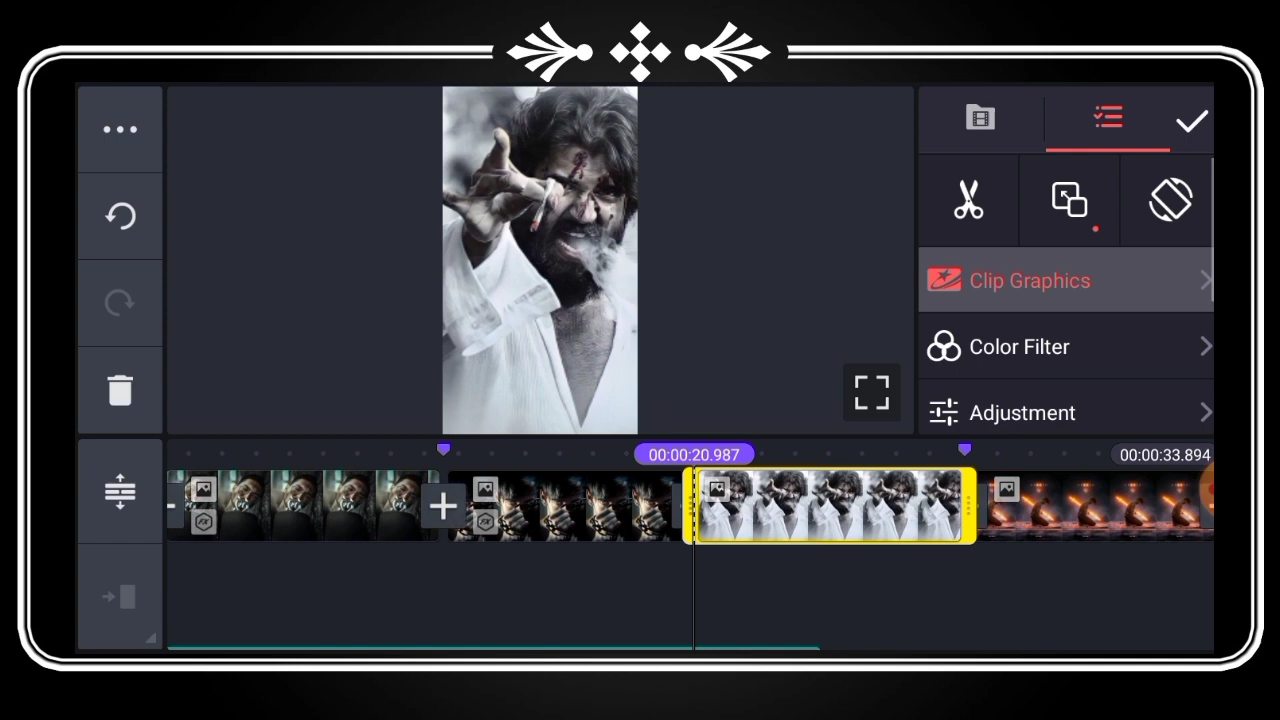 Clip Graphics
Color Filter
Adjustment
00:00:20.987
00:00:33.894